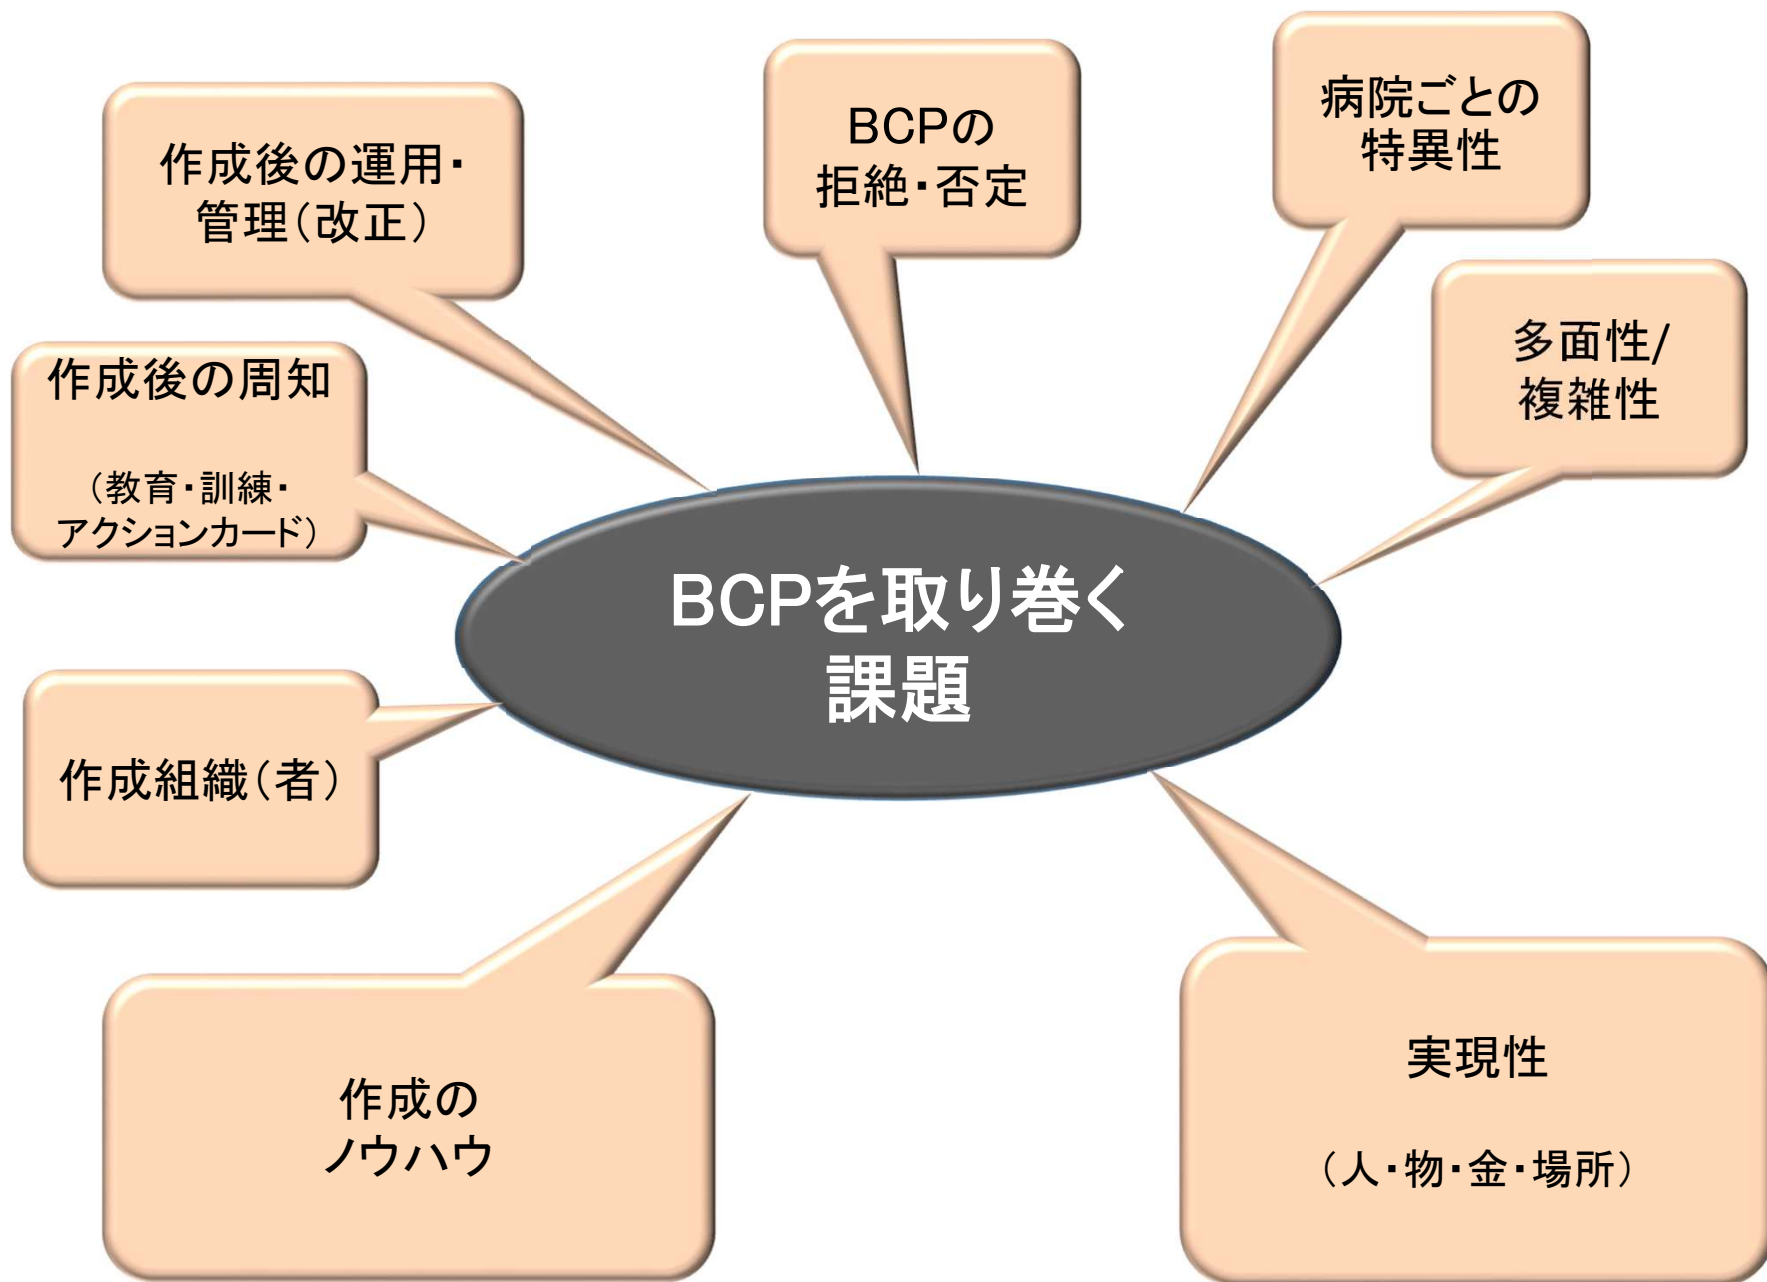 BCPの
拒絶・否定
病院ごとの
特異性
作成後の運用・
管理（改正）
多面性/
複雑性
作成後の周知
（教育・訓練・
アクションカード）
BCPを取り巻く
課題
作成組織（者）
作成の
ノウハウ
実現性
（人・物・金・場所）